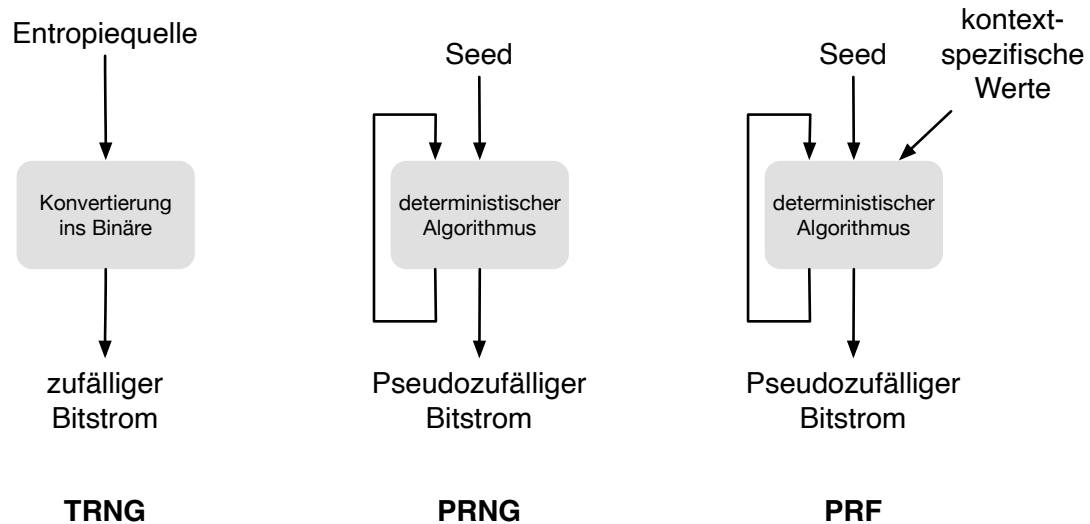 Entropiequelle
Konvertierung
ins Binäre
zufälliger
Bitstrom
TRNG
Seed
deterministischer
Algorithmus
Pseudozufälliger
Bitstrom
PRNG
Seed
kontext-
spezifische
Werte
deterministischer
Algorithmus
Pseudozufälliger
Bitstrom
PRF